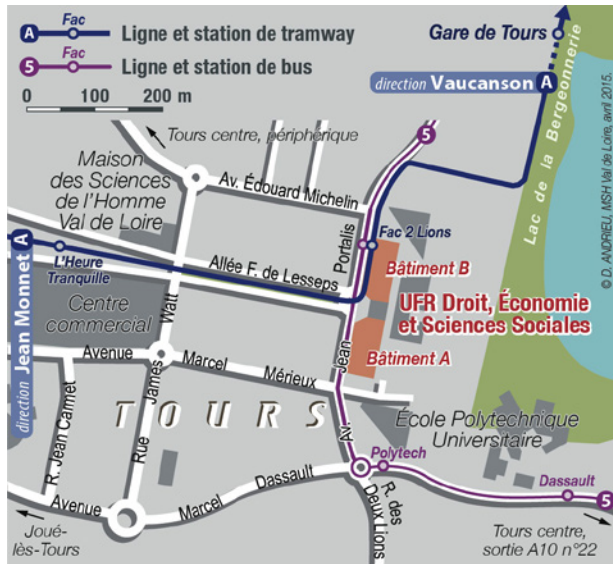 A Fac Ligne et station de tramway
5 Fac Ligne et station de bus
0 100 200 m
Gare de Tours
direction Vaucanson A
© D. ANDRIEU, MSH Val de Loire, avril 2015.
Lac de la Bergeonnerie
Tours centre, périphérique
5
Maison
des Sciences
de l'Homme
Val de Loire
Av. Édouard Michelin
A
direction Jean Monnet
L'Heure
Tranquille
Allée F. de Lesseps
Av. Jean Portalis
Fac 2 Lions
Bâtiment B
UFR Droit, Économie
et Sciences Sociales
Bâtiment A
Centre
commercial
Rue James Watt
Avenue Marcel Mérieux
R. Jean Carmet
TOURS
École Polytechnique
Universitaire
Polytech
Avenue Marcel Dassault
R. des
Deux Lions
Dassault
5
Joué-
lès-Tours
Tours centre,
sortie A10 n°22